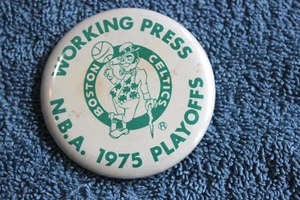 WORKING PRESS
BOSTON CELTICS
®
N.B.A. 1975 PLAYOFFS